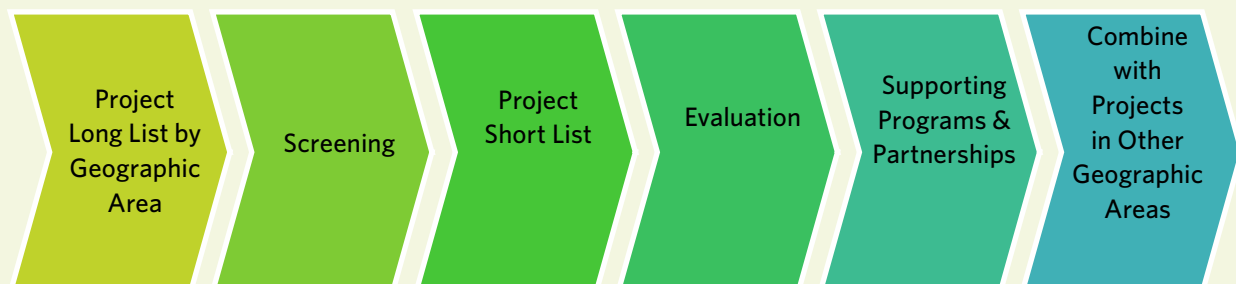 Project
Long List by
Geographic
Area
Screening
Project
Short List
Evaluation
Supporting
Programs &
Partnerships
Combine
with
Projects
in Other
Geographic
Areas